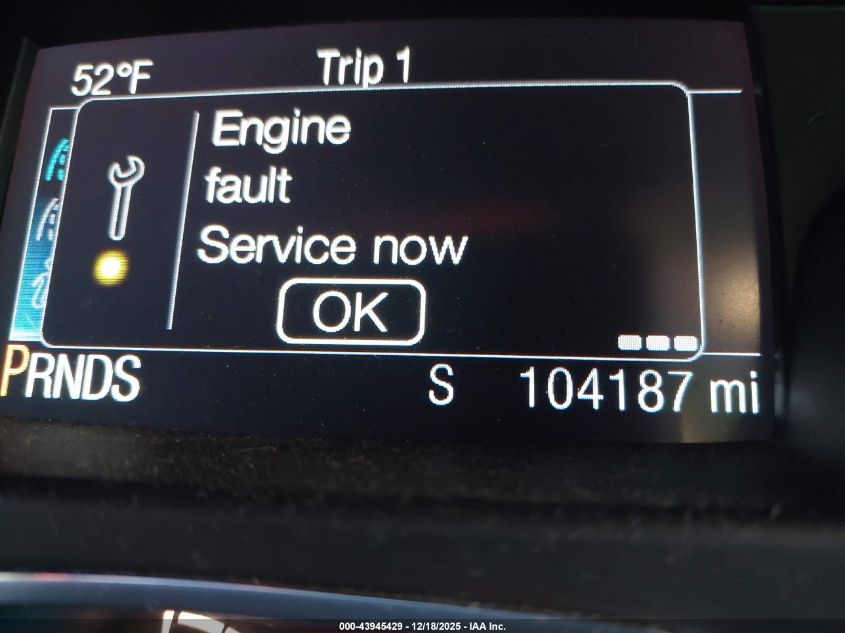 52°F Trip 1
Engine
fault
Service now
OK
PRNDS S 104187 mi
000-43945429 - 12/18/2025 - IAA Inc.